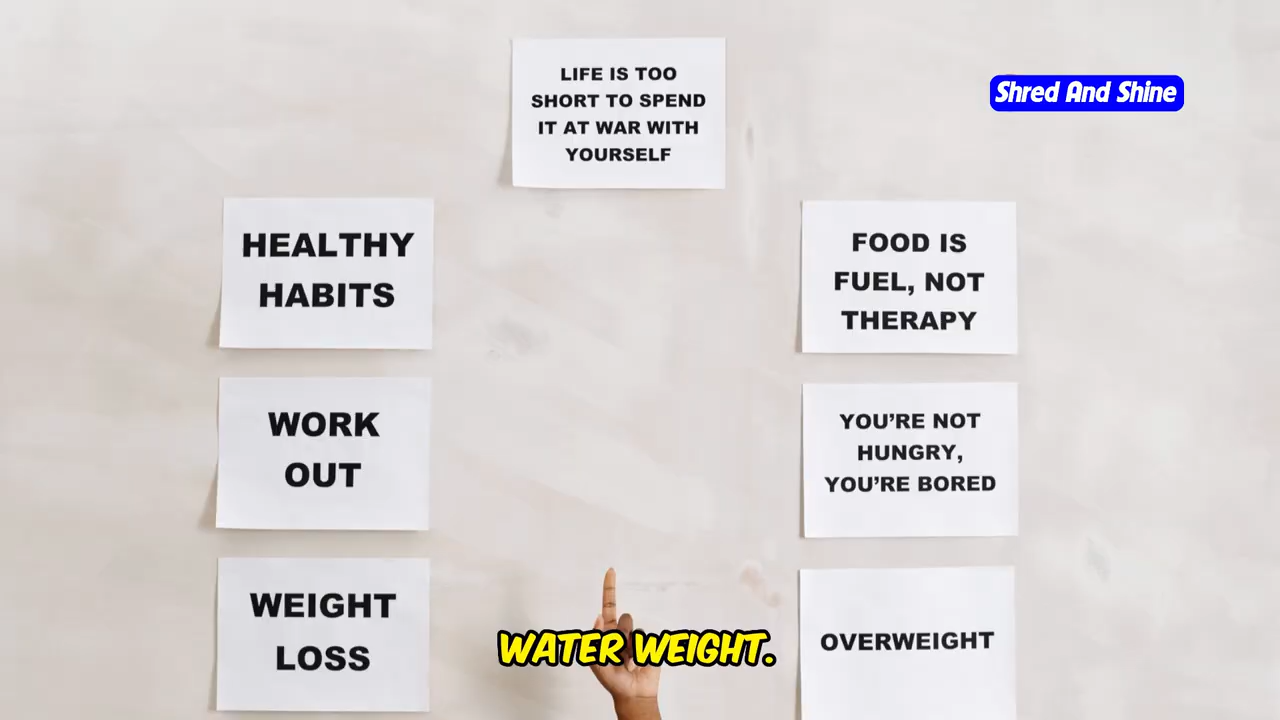 LIFE IS TOO
SHORT TO SPEND
IT AT WAR WITH
YOURSELF
Shred And Shine
HEALTHY
HABITS
FOOD IS
FUEL, NOT
THERAPY
WORK
OUT
YOU'RE NOT
HUNGRY,
YOU'RE BORED
WEIGHT
LOSS
OVERWEIGHT
WATER WEIGHT.